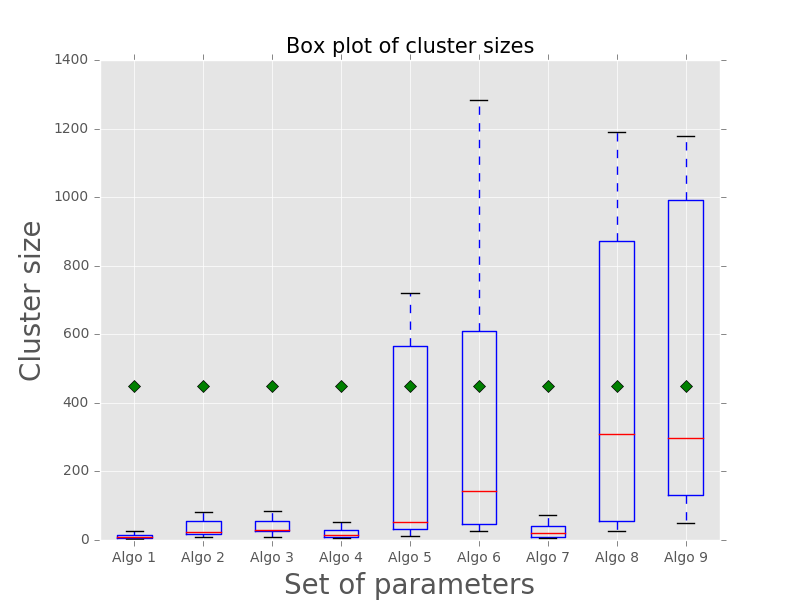 Box plot of cluster sizes
1400
1200
1000
800
600
400
200
0
Cluster size
Algo 1 Algo 2 Algo 3 Algo 4 Algo 5 Algo 6 Algo 7 Algo 8 Algo 9
Set of parameters